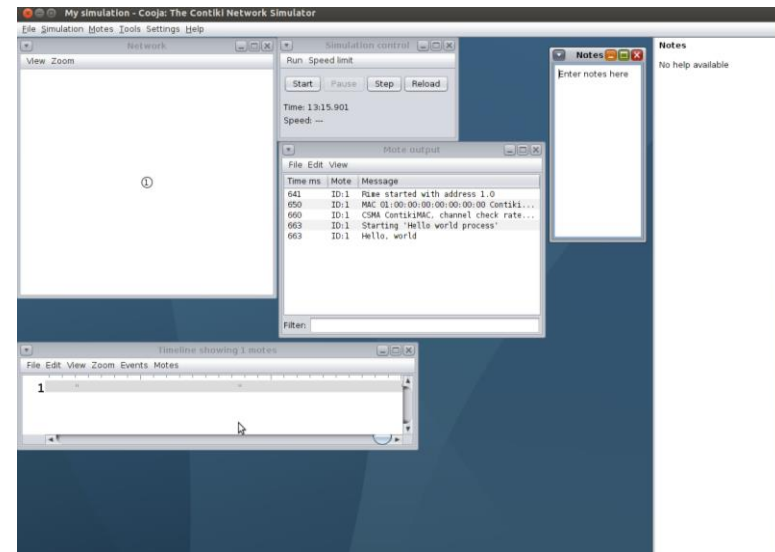 My simulation - Cooja: The Contiki Network Simulator
File Simulation Motes Tools Settings Help
Network
View Zoom
①
Simulation control
Run Speed limit
Start Pause Step Reload
Time: 13:15.901
Speed: ---
Mote output
File Edit View
Time ms Mote Message
641 ID:1 Rime started with address 1.0
650 ID:1 MAC 01:00:00:00:00:00:00:00 Contiki...
660 ID:1 CSMA ContikiMAC, channel check rate...
663 ID:1 Starting 'Hello world process'
663 ID:1 Hello, world
Filter:
Timeline showing 1 motes
File Edit View Zoom Events Motes
1
Notes
Enter notes here
Notes
No help available